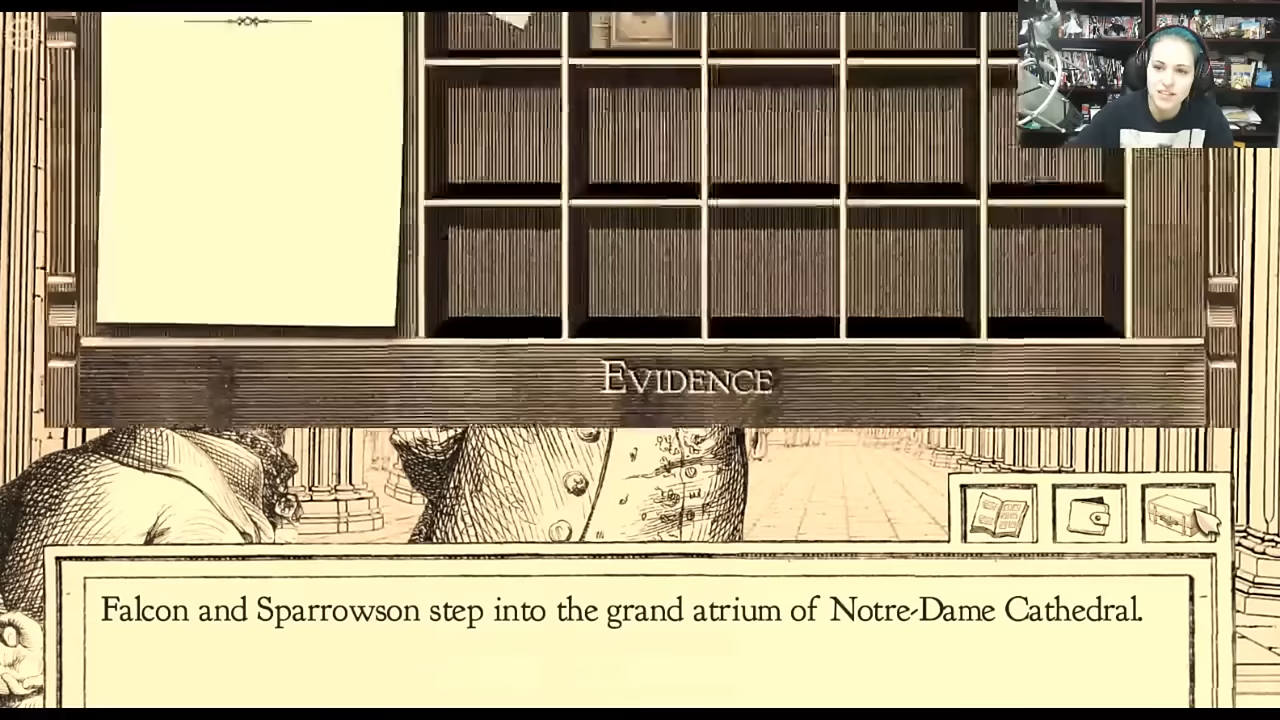 Evidence
Falcon and Sparrowson step into the grand atrium of Notre-Dame Cathedral.